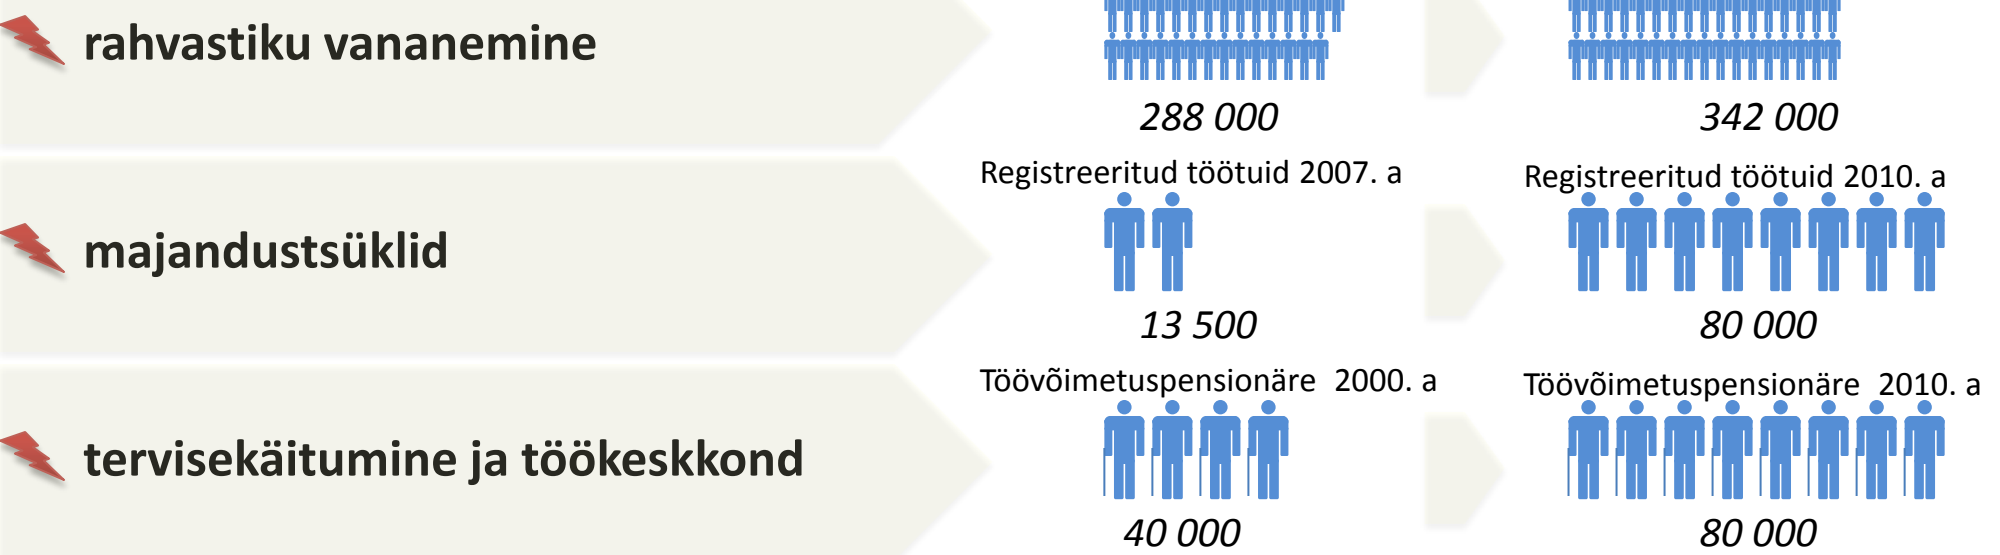 rahvastiku vananemine
288 000
342 000
Registreeritud töötuid 2007. a
Registreeritud töötuid 2010. a
majandustsüklid
13 500
80 000
Töövõimetuspensionäre 2000. a
Töövõimetuspensionäre 2010. a
tervisekäitumine ja töökeskkond
40 000
80 000